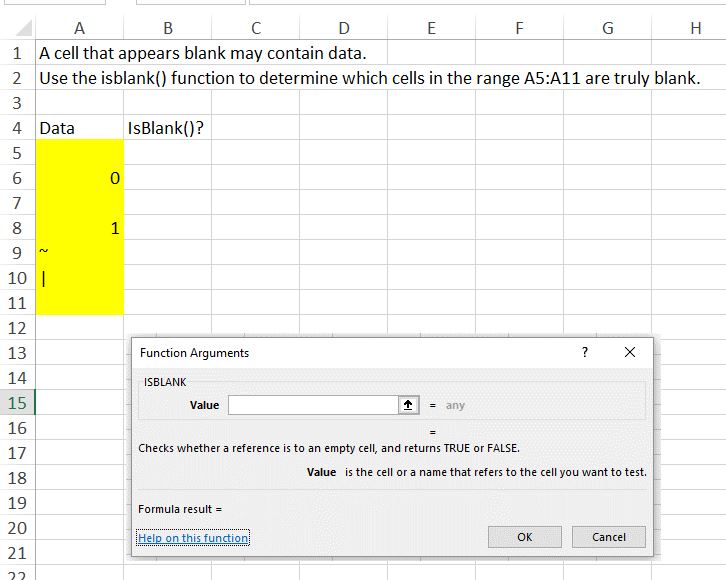 A B C D E F G H
1 A cell that appears blank may contain data.
2 Use the isblank() function to determine which cells in the range A5:A11 are truly blank.
3
4 Data IsBlank()?
5
6 0
7
8 1
9 ~
10 |
11
12
13
14
15
16
17
18
19
20
21
22
Function Arguments ? X
ISBLANK
Value = any
=
Checks whether a reference is to an empty cell, and returns TRUE or FALSE.
Value is the cell or a name that refers to the cell you want to test.
Formula result =
Help on this function OK Cancel